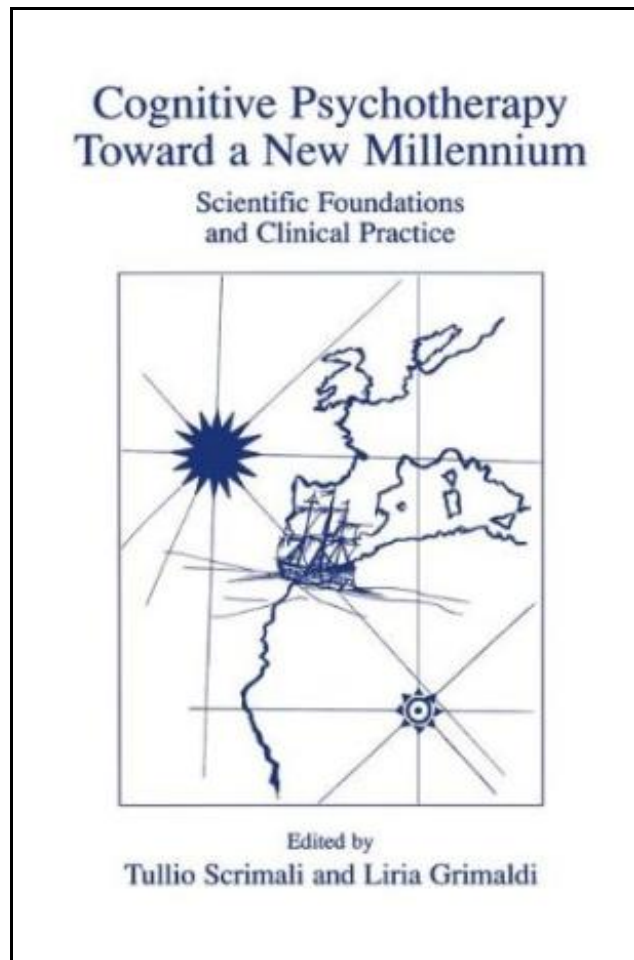 Cognitive Psychotherapy
Toward a New Millennium
Scientific Foundations
and Clinical Practice
Edited by
Tullio Scrimali and Liria Grimaldi